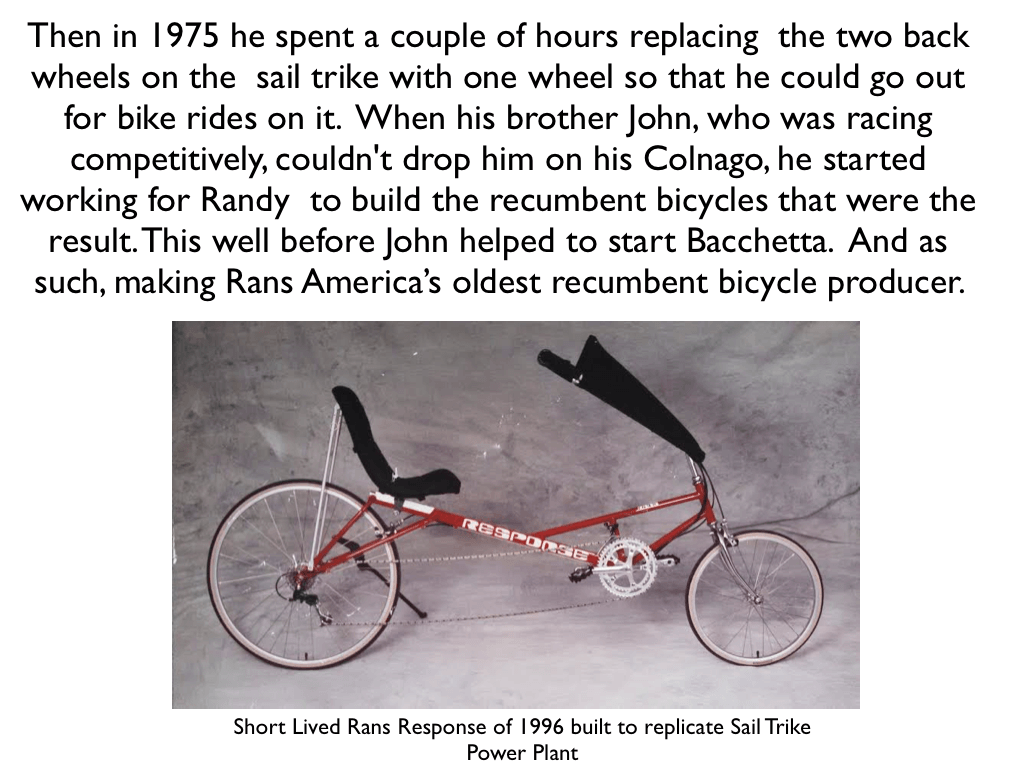 Then in 1975 he spent a couple of hours replacing  the two back
wheels on the  sail trike with one wheel so that he could go out
for bike rides on it.  When his brother John, who was racing
competitively, couldn't drop him on his Colnago, he started
working for Randy  to build the recumbent bicycles that were the
result. This well before John helped to start Bacchetta.  And as
such, making Rans America’s oldest recumbent bicycle producer.
RESPONSE
Short Lived Rans Response of 1996 built to replicate Sail Trike
Power Plant